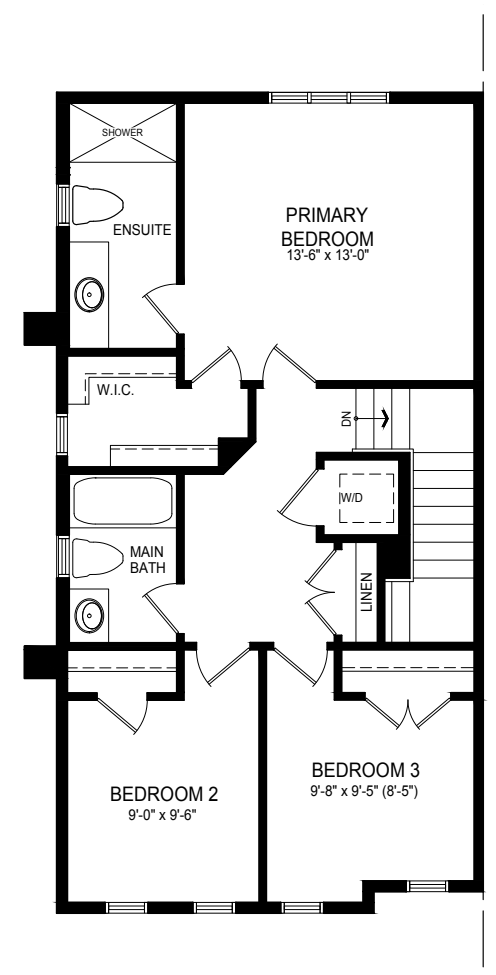 SHOWER
ENSUITE
PRIMARY
BEDROOM
13'-6" x 13'-0"
W.I.C.
DN
W/D
MAIN
BATH
LINEN
BEDROOM 2
9'-0" x 9'-6"
BEDROOM 3
9'-8" x 9'-5" (8'-5")